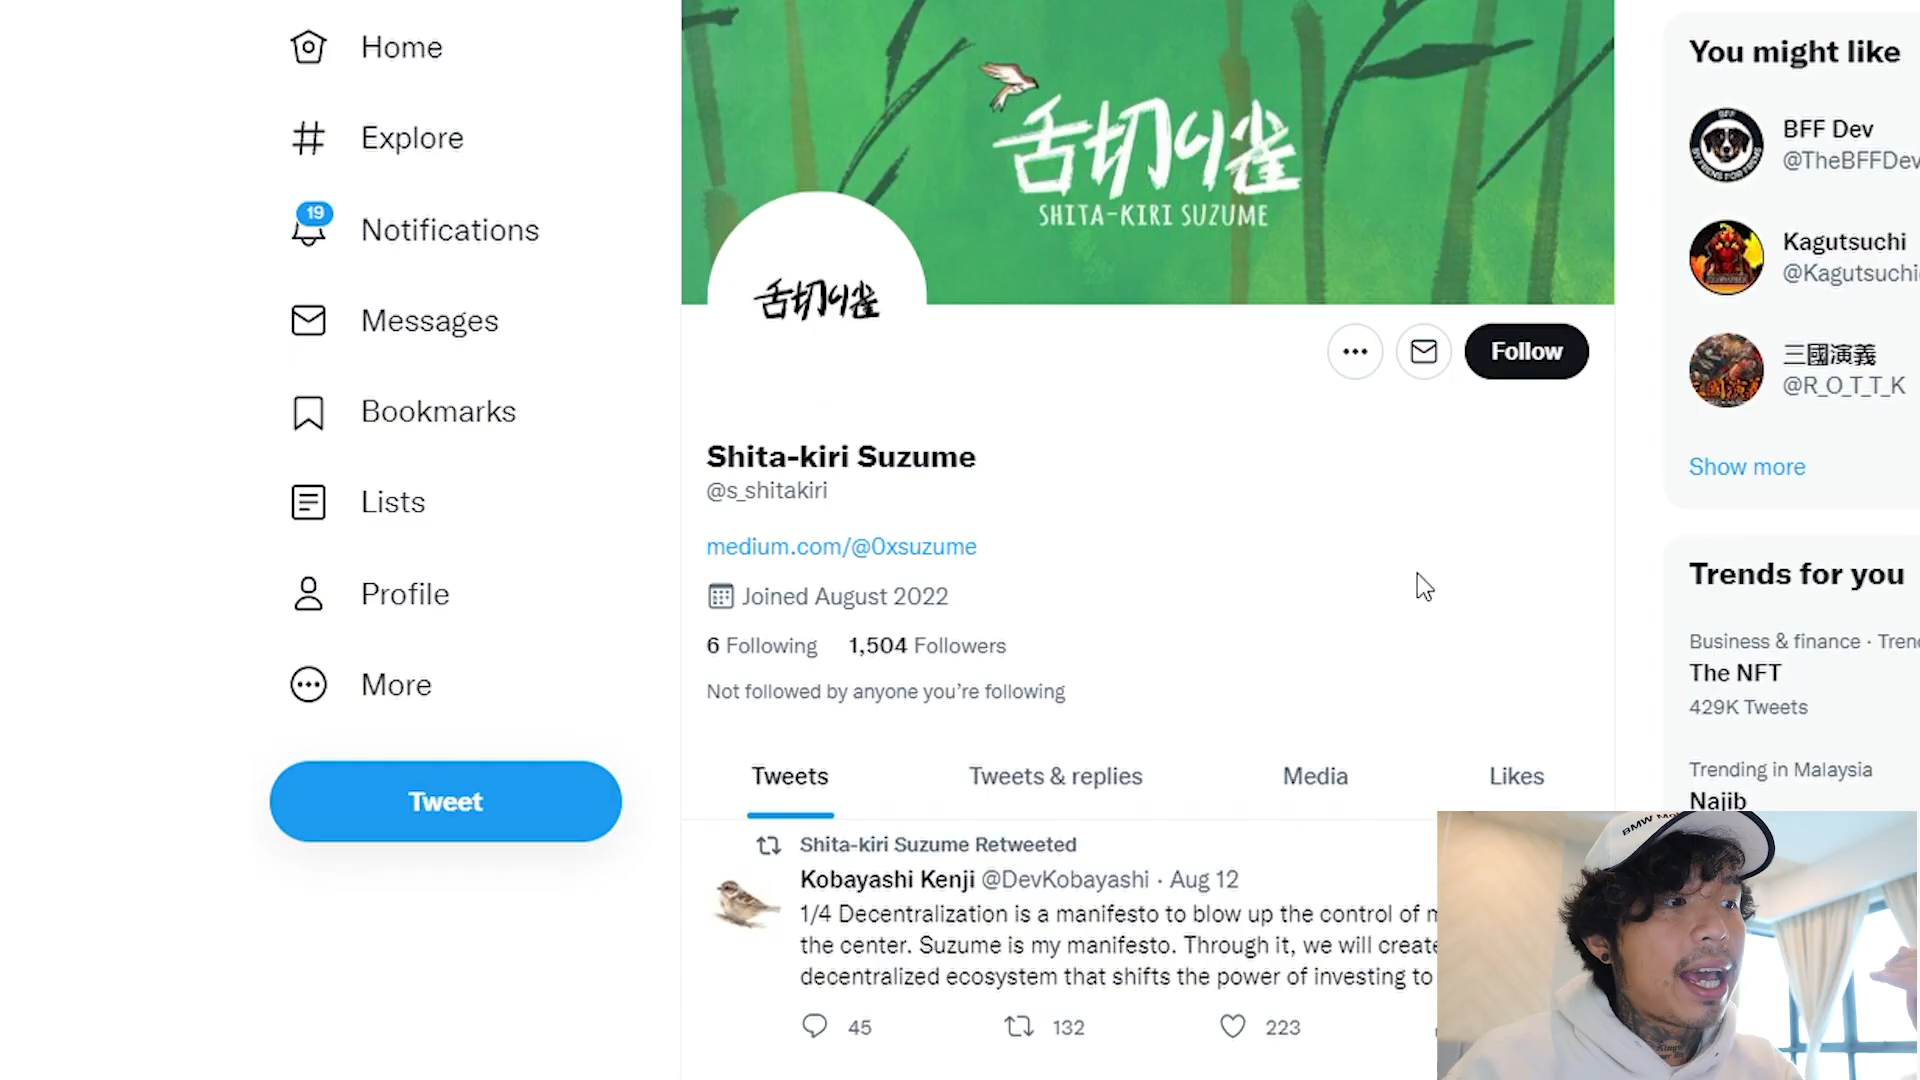 Home
Explore
19
Notifications
Messages
Bookmarks
Lists
Profile
More
Tweet
舌切り雀
SHITA-KIRI SUZUME
舌切り雀
Follow
Shita-kiri Suzume
@s_shitakiri
medium.com/@0xsuzume
Joined August 2022
6 Following 1,504 Followers
Not followed by anyone you're following
Tweets Tweets & replies Media Likes
Shita-kiri Suzume Retweeted
Kobayashi Kenji @DevKobayashi · Aug 12
1/4 Decentralization is a manifesto to blow up the control of
the center. Suzume is my manifesto. Through it, we will create
decentralized ecosystem that shifts the power of investing to
45 132 223
You might like
BFF Dev
@TheBFFDev
Kagutsuchi
@Kagutsuchi
三國演義
@R_O_T_T_K
Show more
Trends for you
Business & finance · Trend
The NFT
429K Tweets
Trending in Malaysia
Najib
BMW